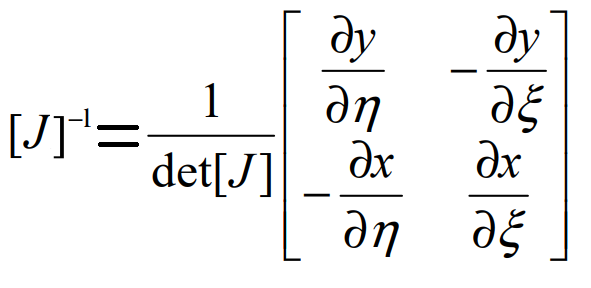 [J]⁻¹ = 1/det[J] [ ∂y/∂η  −∂y/∂ξ
−∂x/∂η  ∂x/∂ξ ]